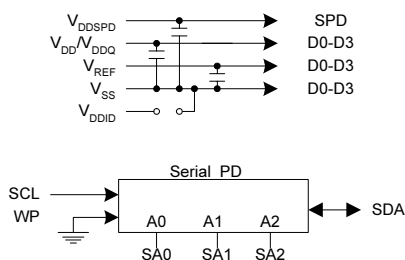 VDDSPD SPD
VDD/VDDQ D0-D3
VREF D0-D3
VSS D0-D3
VDDID
Serial PD
SCL
WP
SDA
A0 A1 A2
SA0 SA1 SA2